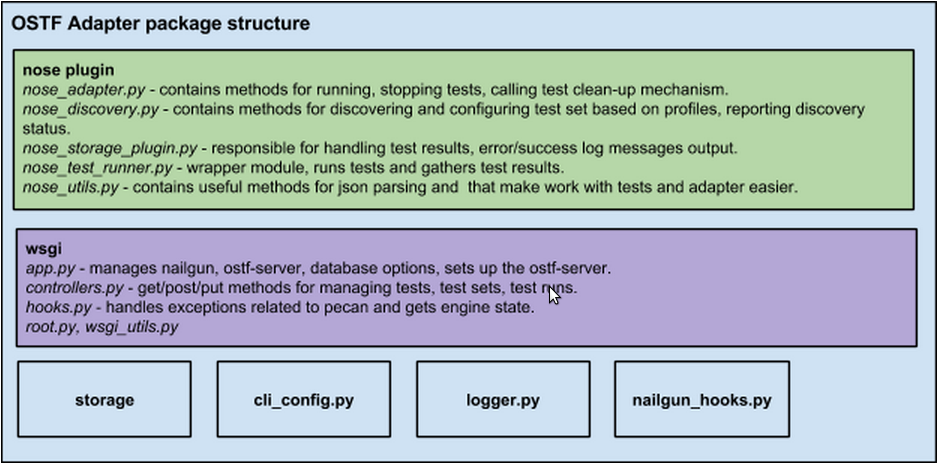 OSTF Adapter package structure
nose plugin
nose_adapter.py - contains methods for running, stopping tests, calling test clean-up mechanism.
nose_discovery.py - contains methods for discovering and configuring test set based on profiles, reporting discovery
status.
nose_storage_plugin.py - responsible for handling test results, error/success log messages output.
nose_test_runner.py - wrapper module, runs tests and gathers test results.
nose_utils.py - contains useful methods for json parsing and  that make work with tests and adapter easier.
wsgi
app.py - manages nailgun, ostf-server, database options, sets up the ostf-server.
controllers.py - get/post/put methods for managing tests, test sets, test runs.
hooks.py - handles exceptions related to pecan and gets engine state.
root.py, wsgi_utils.py
storage
cli_config.py
logger.py
nailgun_hooks.py